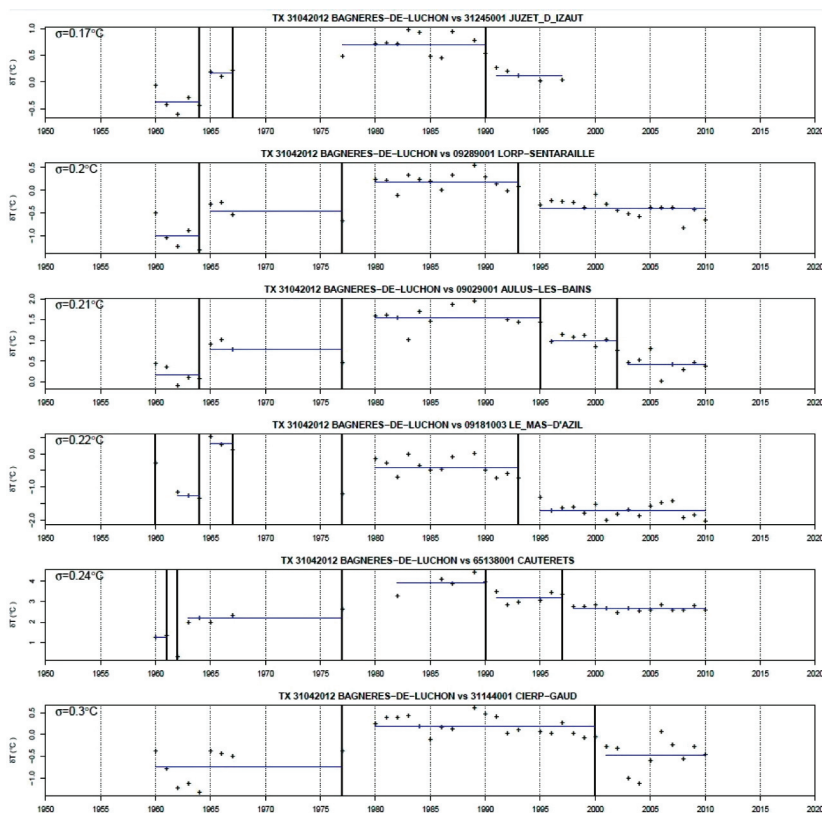 TX 31042012 BAGNERES-DE-LUCHON vs 31245001 JUZET_D_IZAUT
σ=0.17°C
δT (°C)
1.0
0.5
0.0
-0.5
1950 1955 1960 1965 1970 1975 1980 1985 1990 1995 2000 2005 2010 2015 2020
TX 31042012 BAGNERES-DE-LUCHON vs 09289001 LORP-SENTARAILLE
σ=0.2°C
δT (°C)
0.5
0.0
-0.5
-1.0
1950 1955 1960 1965 1970 1975 1980 1985 1990 1995 2000 2005 2010 2015 2020
TX 31042012 BAGNERES-DE-LUCHON vs 09029001 AULUS-LES-BAINS
σ=0.21°C
δT (°C)
2.0
1.5
1.0
0.5
0.0
1950 1955 1960 1965 1970 1975 1980 1985 1990 1995 2000 2005 2010 2015 2020
TX 31042012 BAGNERES-DE-LUCHON vs 09181003 LE_MAS-D'AZIL
σ=0.22°C
δT (°C)
0.0
-1.0
-2.0
1950 1955 1960 1965 1970 1975 1980 1985 1990 1995 2000 2005 2010 2015 2020
TX 31042012 BAGNERES-DE-LUCHON vs 65138001 CAUTERETS
σ=0.24°C
δT (°C)
4
3
2
1
1950 1955 1960 1965 1970 1975 1980 1985 1990 1995 2000 2005 2010 2015 2020
TX 31042012 BAGNERES-DE-LUCHON vs 31144001 CIERP-GAUD
σ=0.3°C
δT (°C)
0.5
0.0
-0.5
-1.0
1950 1955 1960 1965 1970 1975 1980 1985 1990 1995 2000 2005 2010 2015 2020